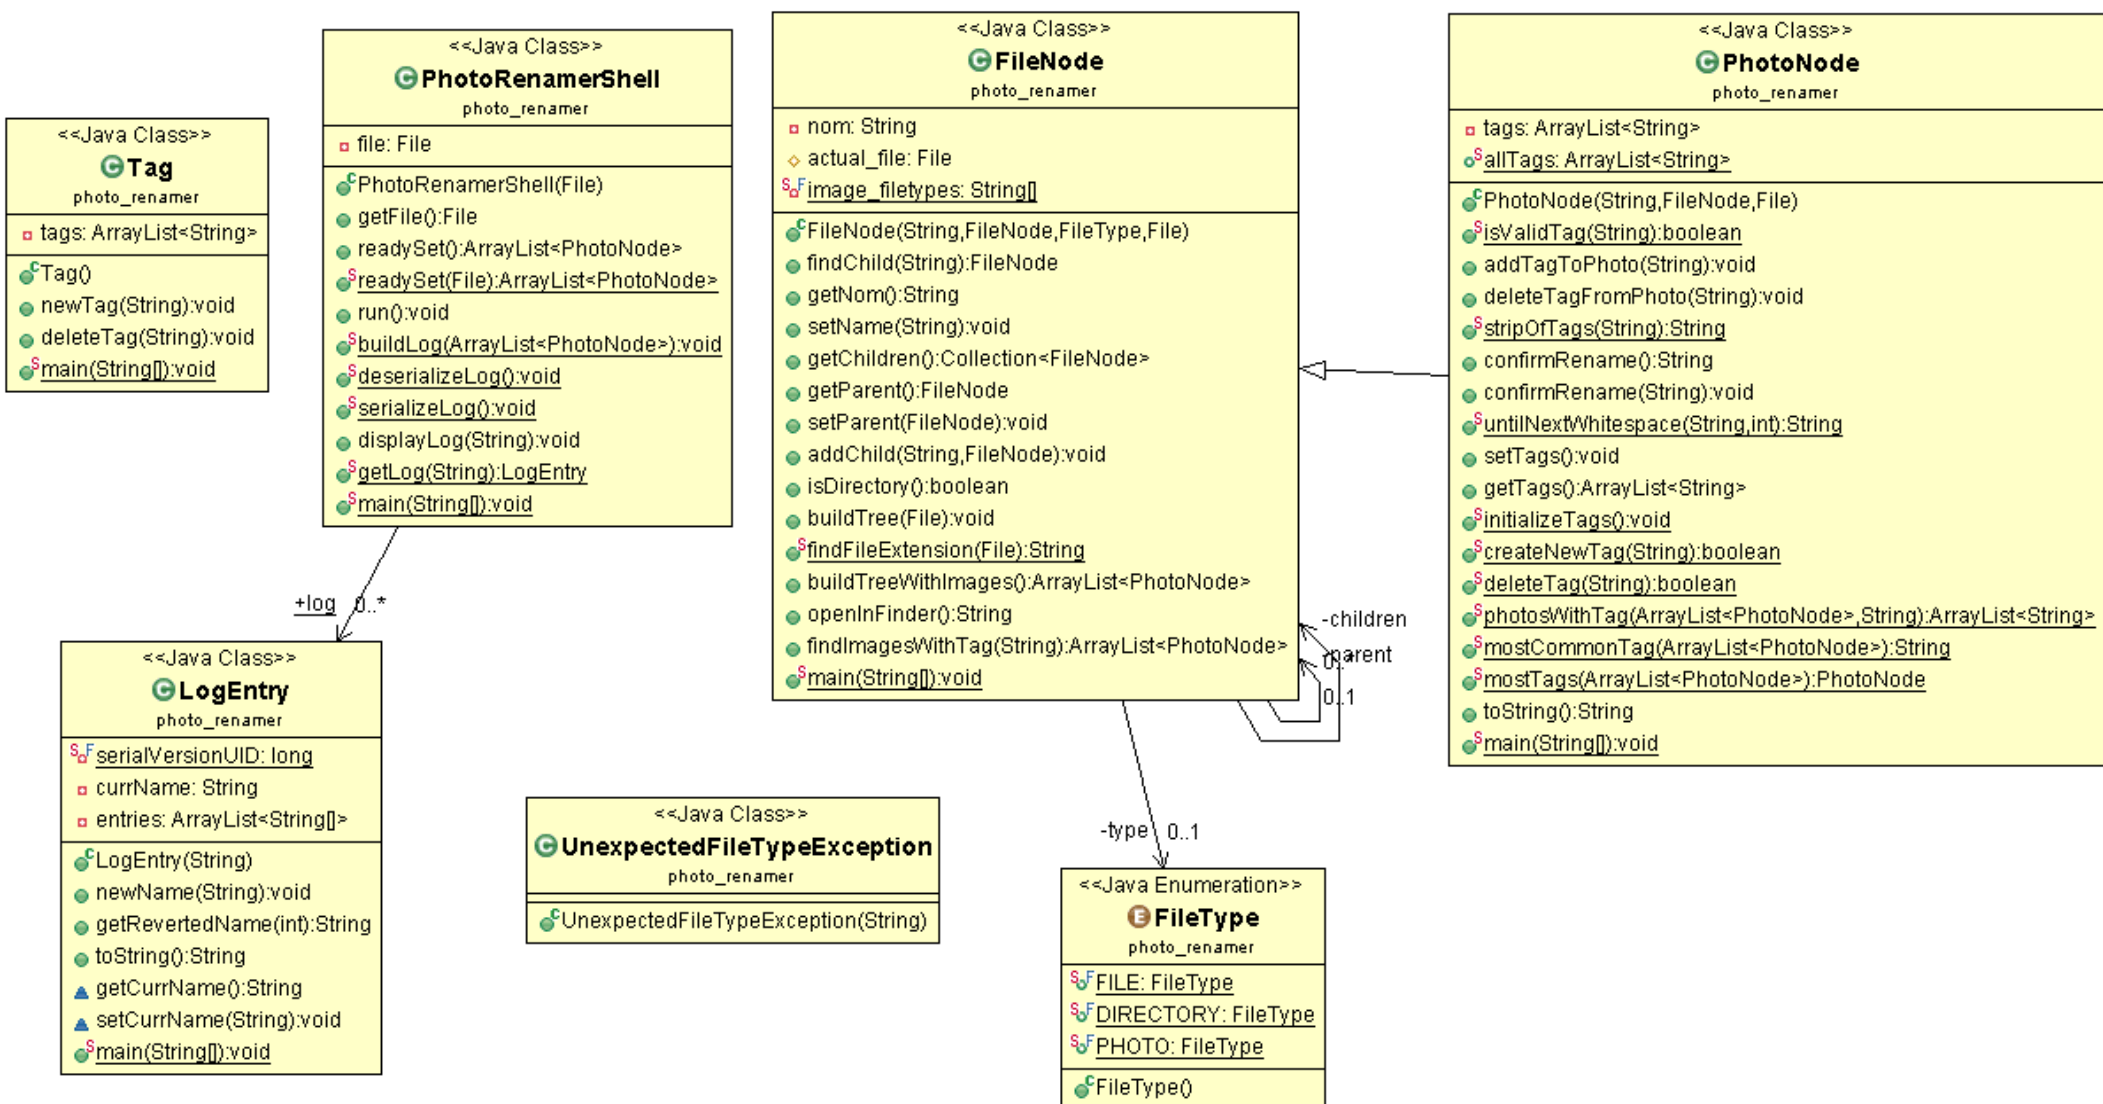 <<Java Class>>
Tag
photo_renamer
tags: ArrayList<String>
Tag()
newTag(String):void
deleteTag(String):void
main(String[]):void
<<Java Class>>
PhotoRenamerShell
photo_renamer
file: File
PhotoRenamerShell(File)
getFile():File
readySet():ArrayList<PhotoNode>
readySet(File):ArrayList<PhotoNode>
run():void
buildLog(ArrayList<PhotoNode>):void
deserializeLog():void
serializeLog():void
displayLog(String):void
getLog(String):LogEntry
main(String[]):void
+log 0..*
<<Java Class>>
LogEntry
photo_renamer
serialVersionUID: long
currName: String
entries: ArrayList<String[]>
LogEntry(String)
newName(String):void
getRevertedName(int):String
toString():String
getCurrName():String
setCurrName(String):void
main(String[]):void
<<Java Class>>
UnexpectedFileTypeException
photo_renamer
UnexpectedFileTypeException(String)
<<Java Class>>
FileNode
photo_renamer
nom: String
actual_file: File
image_filetypes: String[]
FileNode(String,FileNode,FileType,File)
findChild(String):FileNode
getNom():String
setName(String):void
getChildren():Collection<FileNode>
getParent():FileNode
setParent(FileNode):void
addChild(String,FileNode):void
isDirectory():boolean
buildTree(File):void
findFileExtension(File):String
buildTreeWithImages():ArrayList<PhotoNode>
openInFinder():String
findImagesWithTag(String):ArrayList<PhotoNode>
main(String[]):void
-children
-parent
0..*
0..1
-type 0..1
<<Java Enumeration>>
FileType
photo_renamer
FILE: FileType
DIRECTORY: FileType
PHOTO: FileType
FileType()
<<Java Class>>
PhotoNode
photo_renamer
tags: ArrayList<String>
allTags: ArrayList<String>
PhotoNode(String,FileNode,File)
isValidTag(String):boolean
addTagToPhoto(String):void
deleteTagFromPhoto(String):void
stripOfTags(String):String
confirmRename():String
confirmRename(String):void
untilNextWhitespace(String,int):String
setTags():void
getTags():ArrayList<String>
initializeTags():void
createNewTag(String):boolean
deleteTag(String):boolean
photosWithTag(ArrayList<PhotoNode>,String):ArrayList<String>
mostCommonTag(ArrayList<PhotoNode>):String
mostTags(ArrayList<PhotoNode>):PhotoNode
toString():String
main(String[]):void